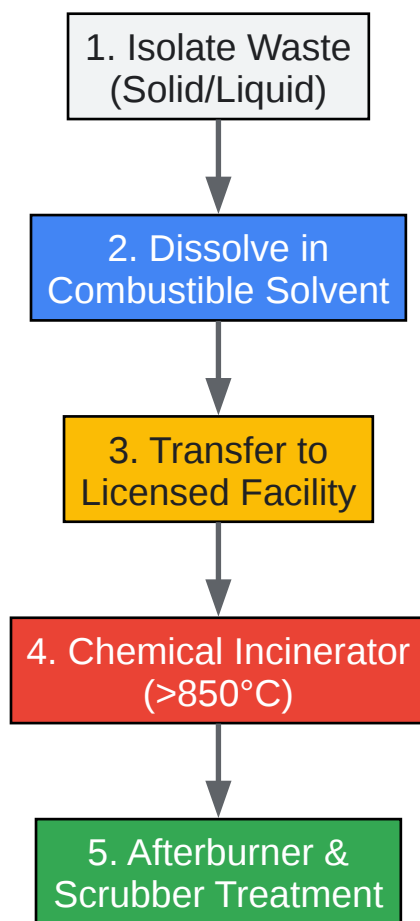 1. Isolate Waste
(Solid/Liquid)
2. Dissolve in
Combustible Solvent
3. Transfer to
Licensed Facility
4. Chemical Incinerator
(>850°C)
5. Afterburner &
Scrubber Treatment